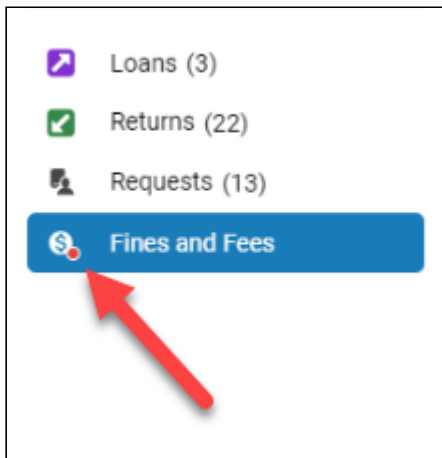 Loans (3)
Returns (22)
Requests (13)
Fines and Fees